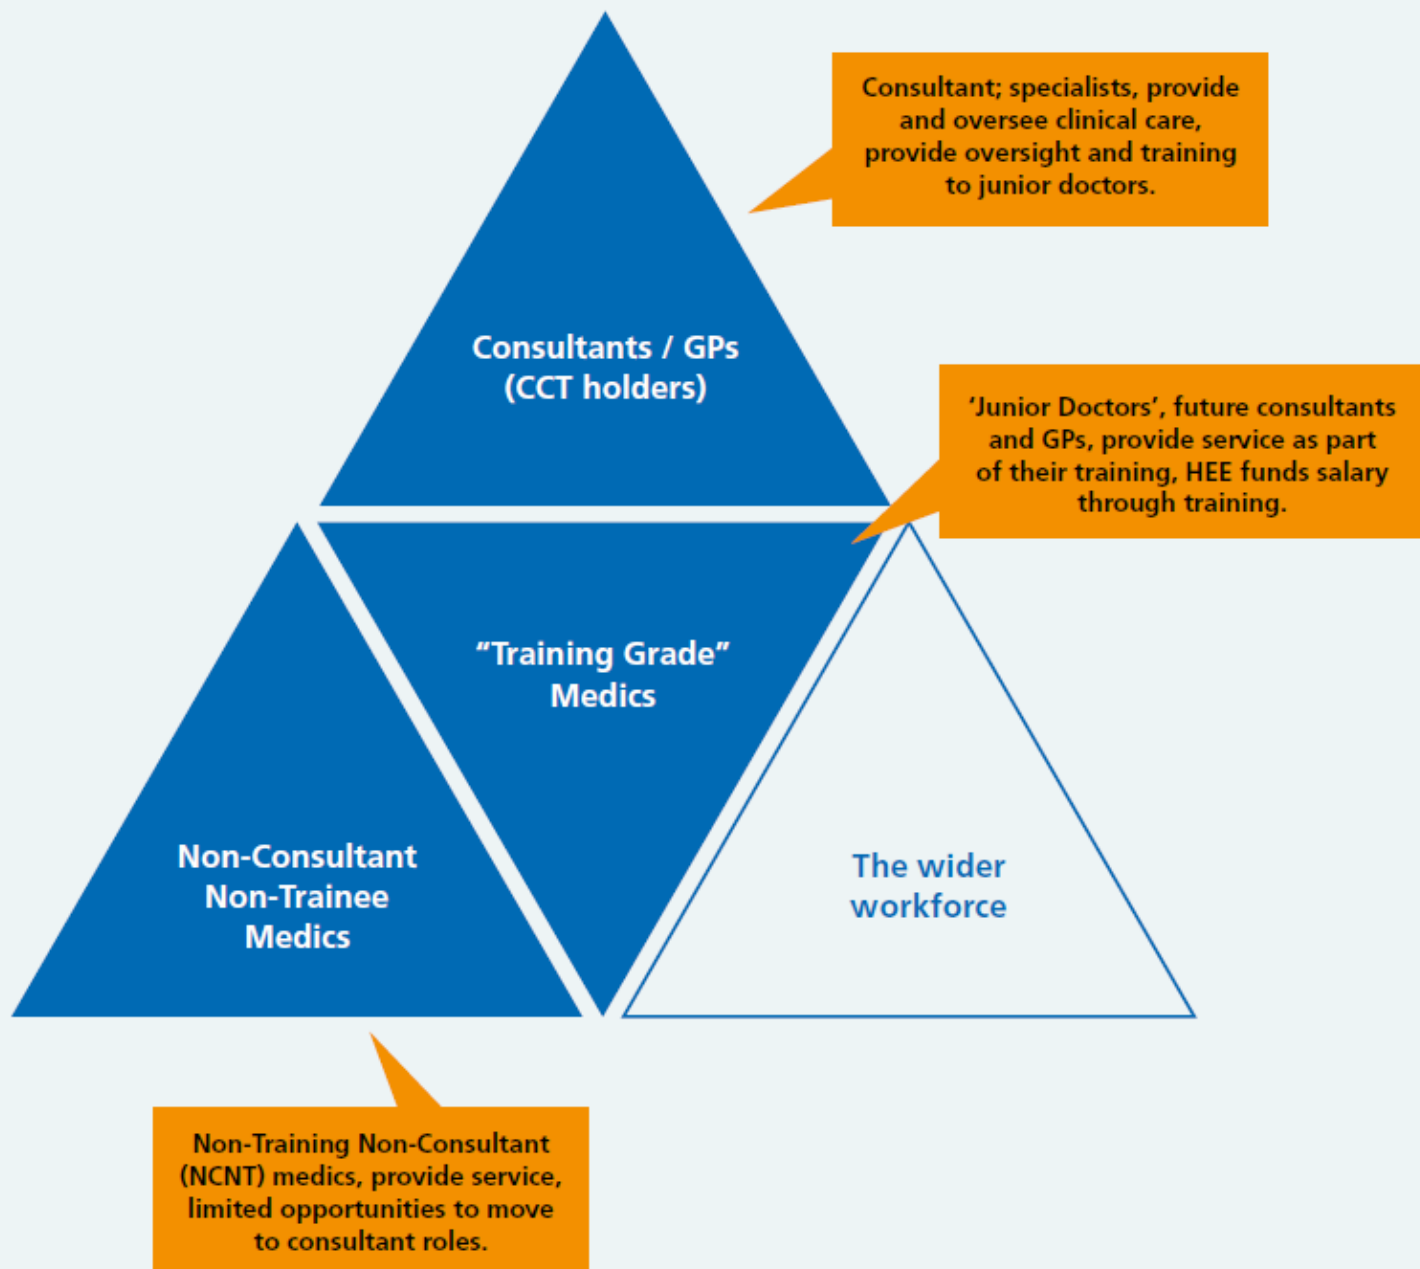 Consultant; specialists, provide
and oversee clinical care,
provide oversight and training
to junior doctors.
Consultants / GPs
(CCT holders)
‘Junior Doctors’, future consultants
and GPs, provide service as part
of their training, HEE funds salary
through training.
“Training Grade”
Medics
Non-Consultant
Non-Trainee
Medics
The wider
workforce
Non-Training Non-Consultant
(NCNT) medics, provide service,
limited opportunities to move
to consultant roles.